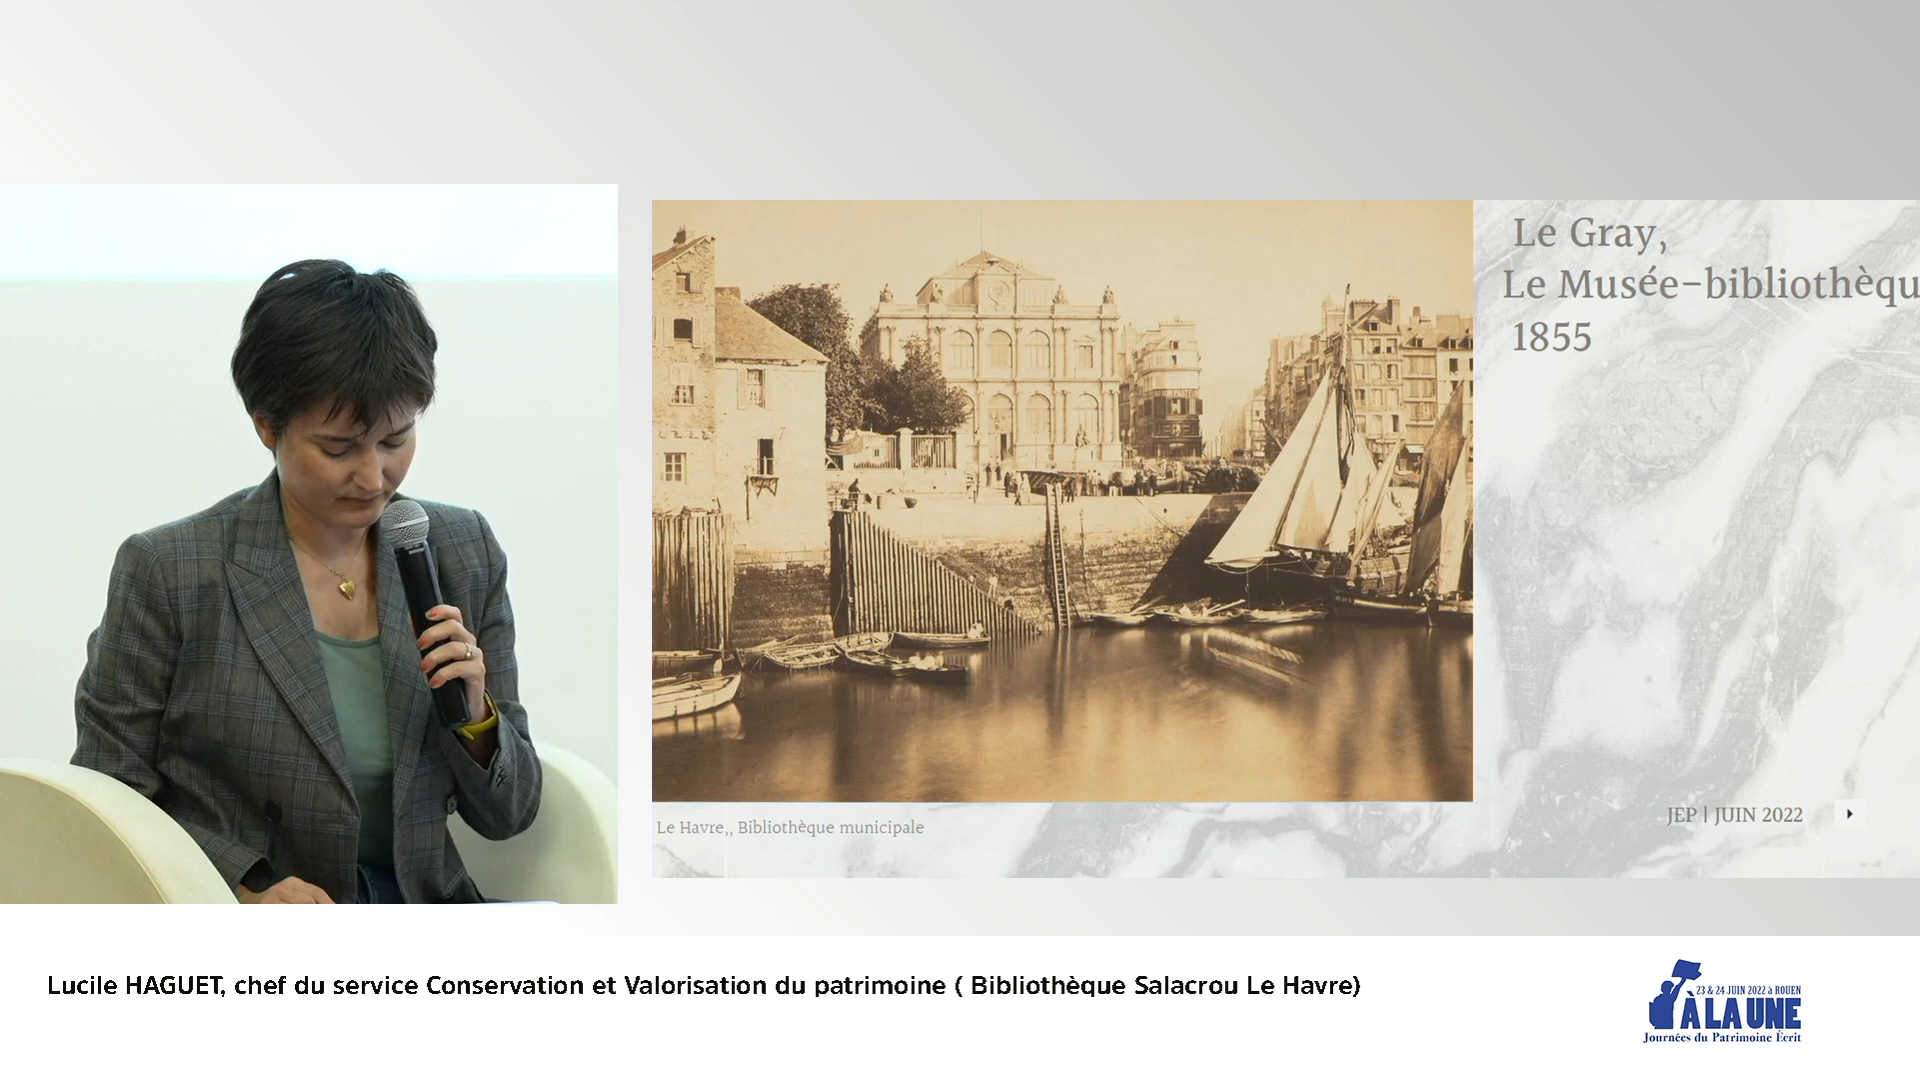 Le Gray,
Le Musée-bibliothèqu
1855
Le Havre,, Bibliothèque municipale
JEP | JUIN 2022
Lucile HAGUET, chef du service Conservation et Valorisation du patrimoine ( Bibliothèque Salacrou Le Havre)
23 & 24 JUIN 2022 à ROUEN
À LA UNE
Journées du Patrimoine Écrit